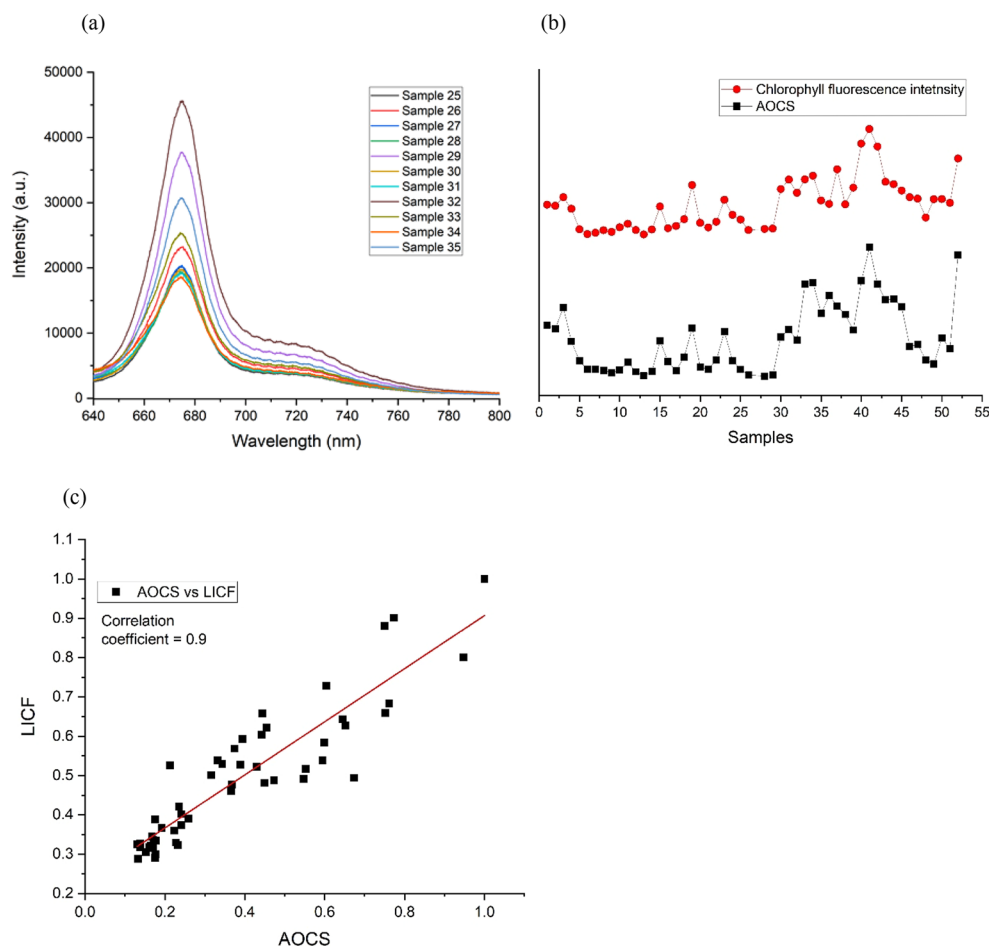 (a)
50000
40000
30000
20000
10000
0
Intensity (a.u.)
640
660
680
700
720
740
760
780
800
Wavelength (nm)
Sample 25
Sample 26
Sample 27
Sample 28
Sample 29
Sample 30
Sample 31
Sample 32
Sample 33
Sample 34
Sample 35
(b)
Chlorophyll fluorescence intetnsity
AOCS
0
5
10
15
20
25
30
35
40
45
50
55
Samples
(c)
1.1
1.0
0.9
0.8
0.7
0.6
0.5
0.4
0.3
0.2
LICF
AOCS vs LICF
Correlation
coefficient = 0.9
0.0
0.2
0.4
0.6
0.8
1.0
AOCS